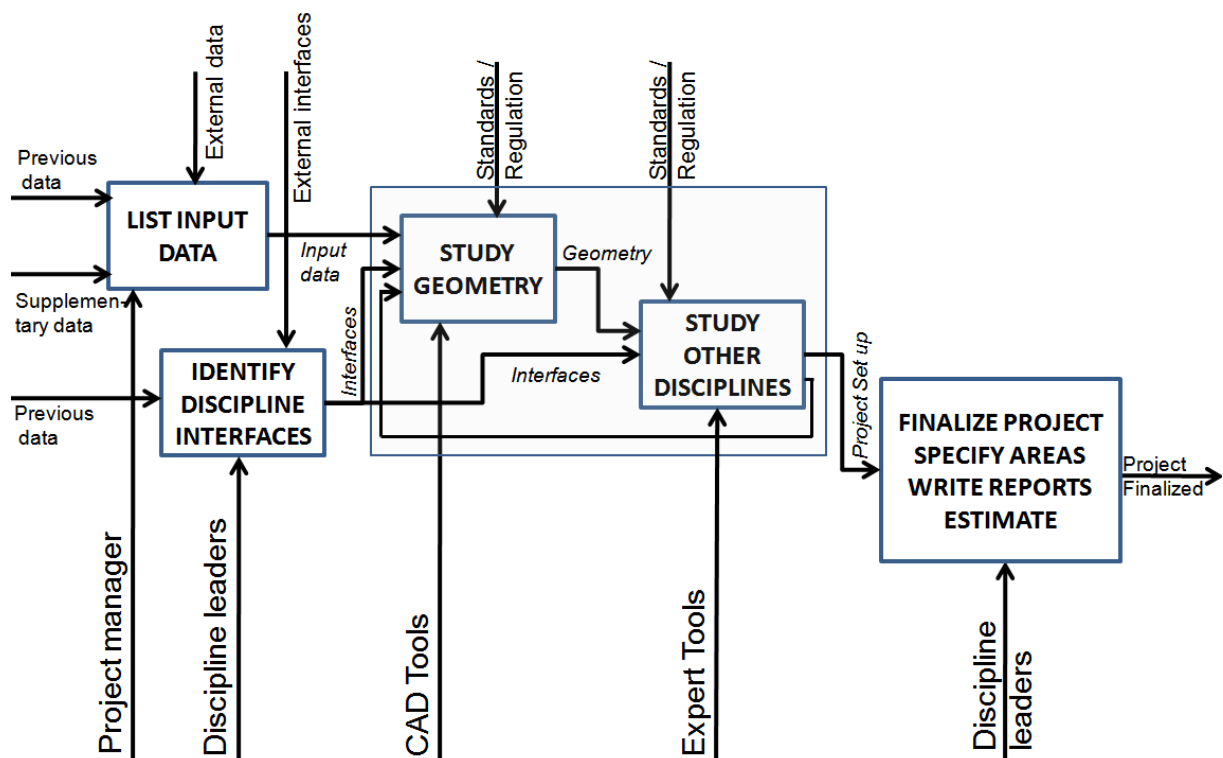 External data
External interfaces
Standards /
Regulation
Standards /
Regulation
Previous
data
LIST INPUT
DATA
Input
data
Supplemen-
tary data
STUDY
GEOMETRY
Geometry
STUDY
OTHER
DISCIPLINES
Interfaces
Interfaces
Project Set up
IDENTIFY
DISCIPLINE
INTERFACES
Previous
data
FINALIZE PROJECT
SPECIFY AREAS
WRITE REPORTS
ESTIMATE
Project
Finalized
Project manager
Discipline leaders
CAD Tools
Expert Tools
Discipline
leaders